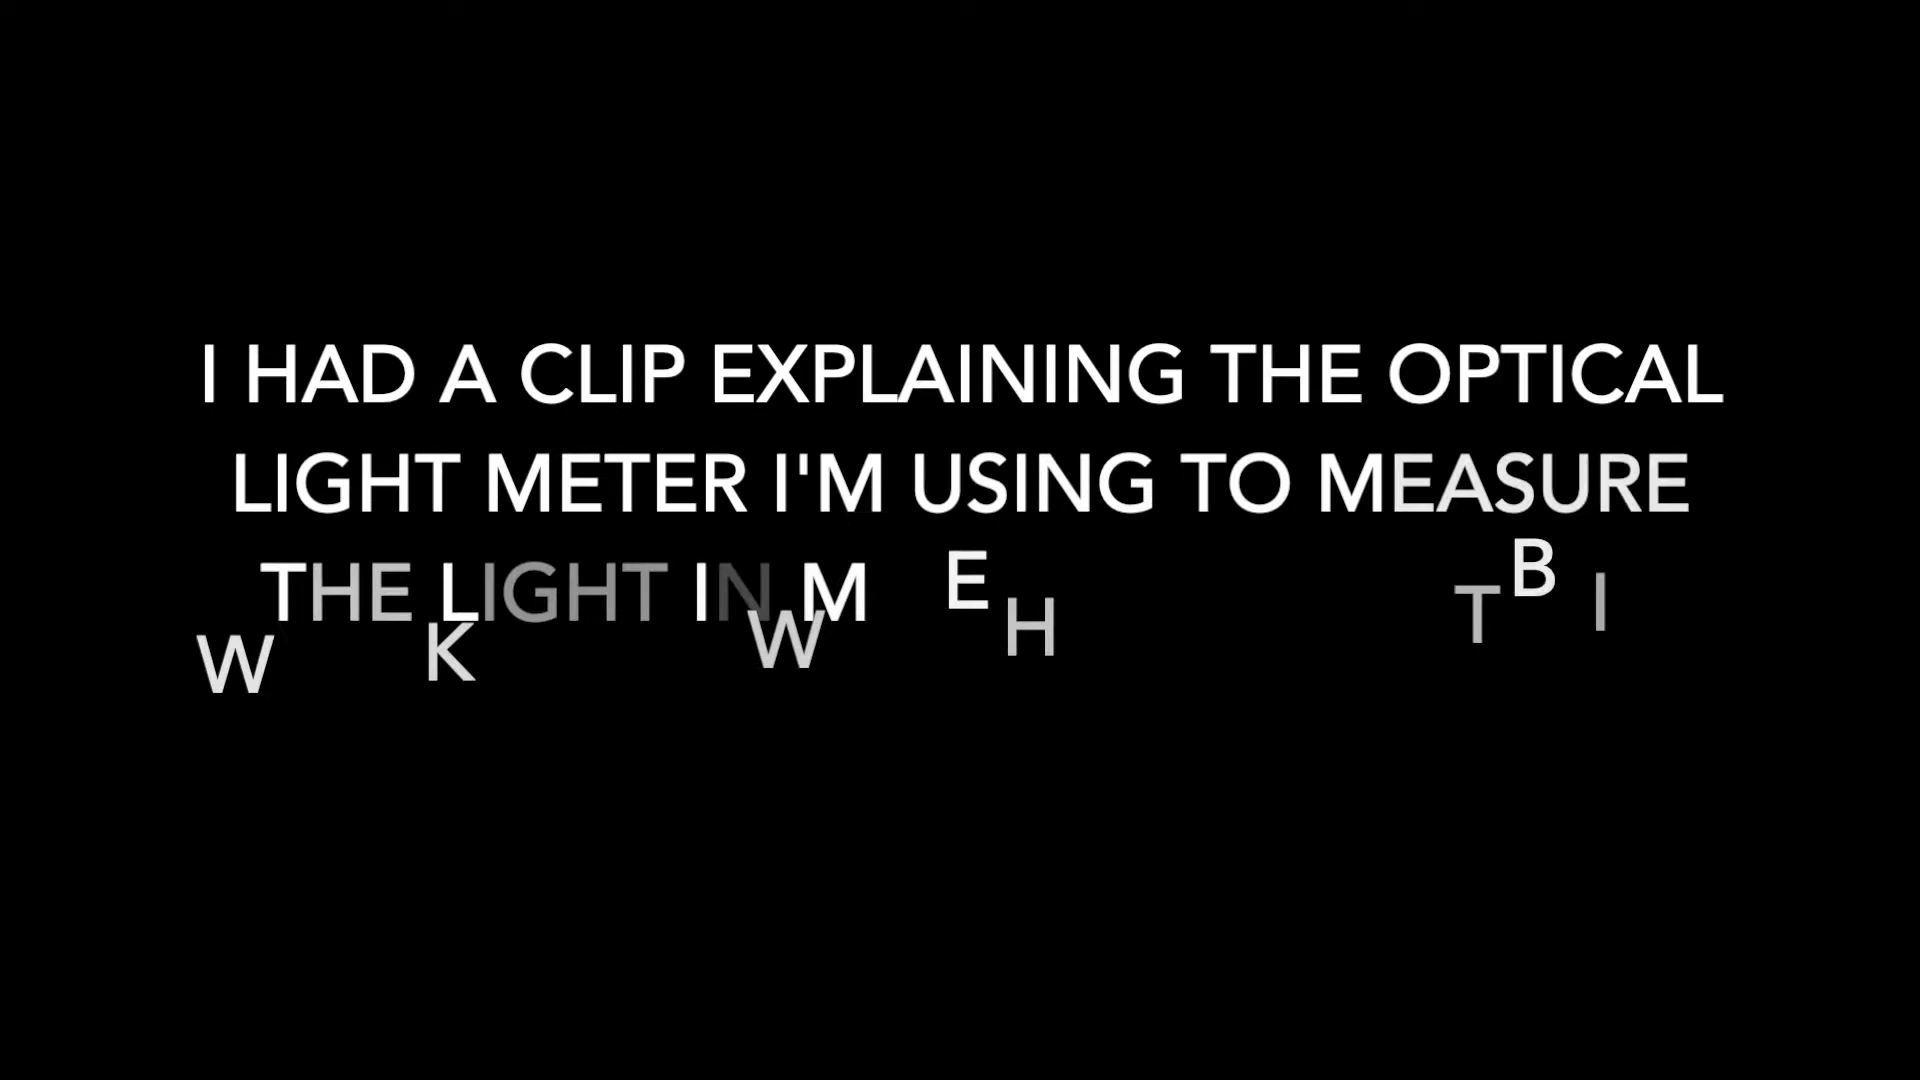 I HAD A CLIP EXPLAINING THE OPTICAL
LIGHT METER I'M USING TO MEASURE
THE LIGHT IN M E H T B I
W K W